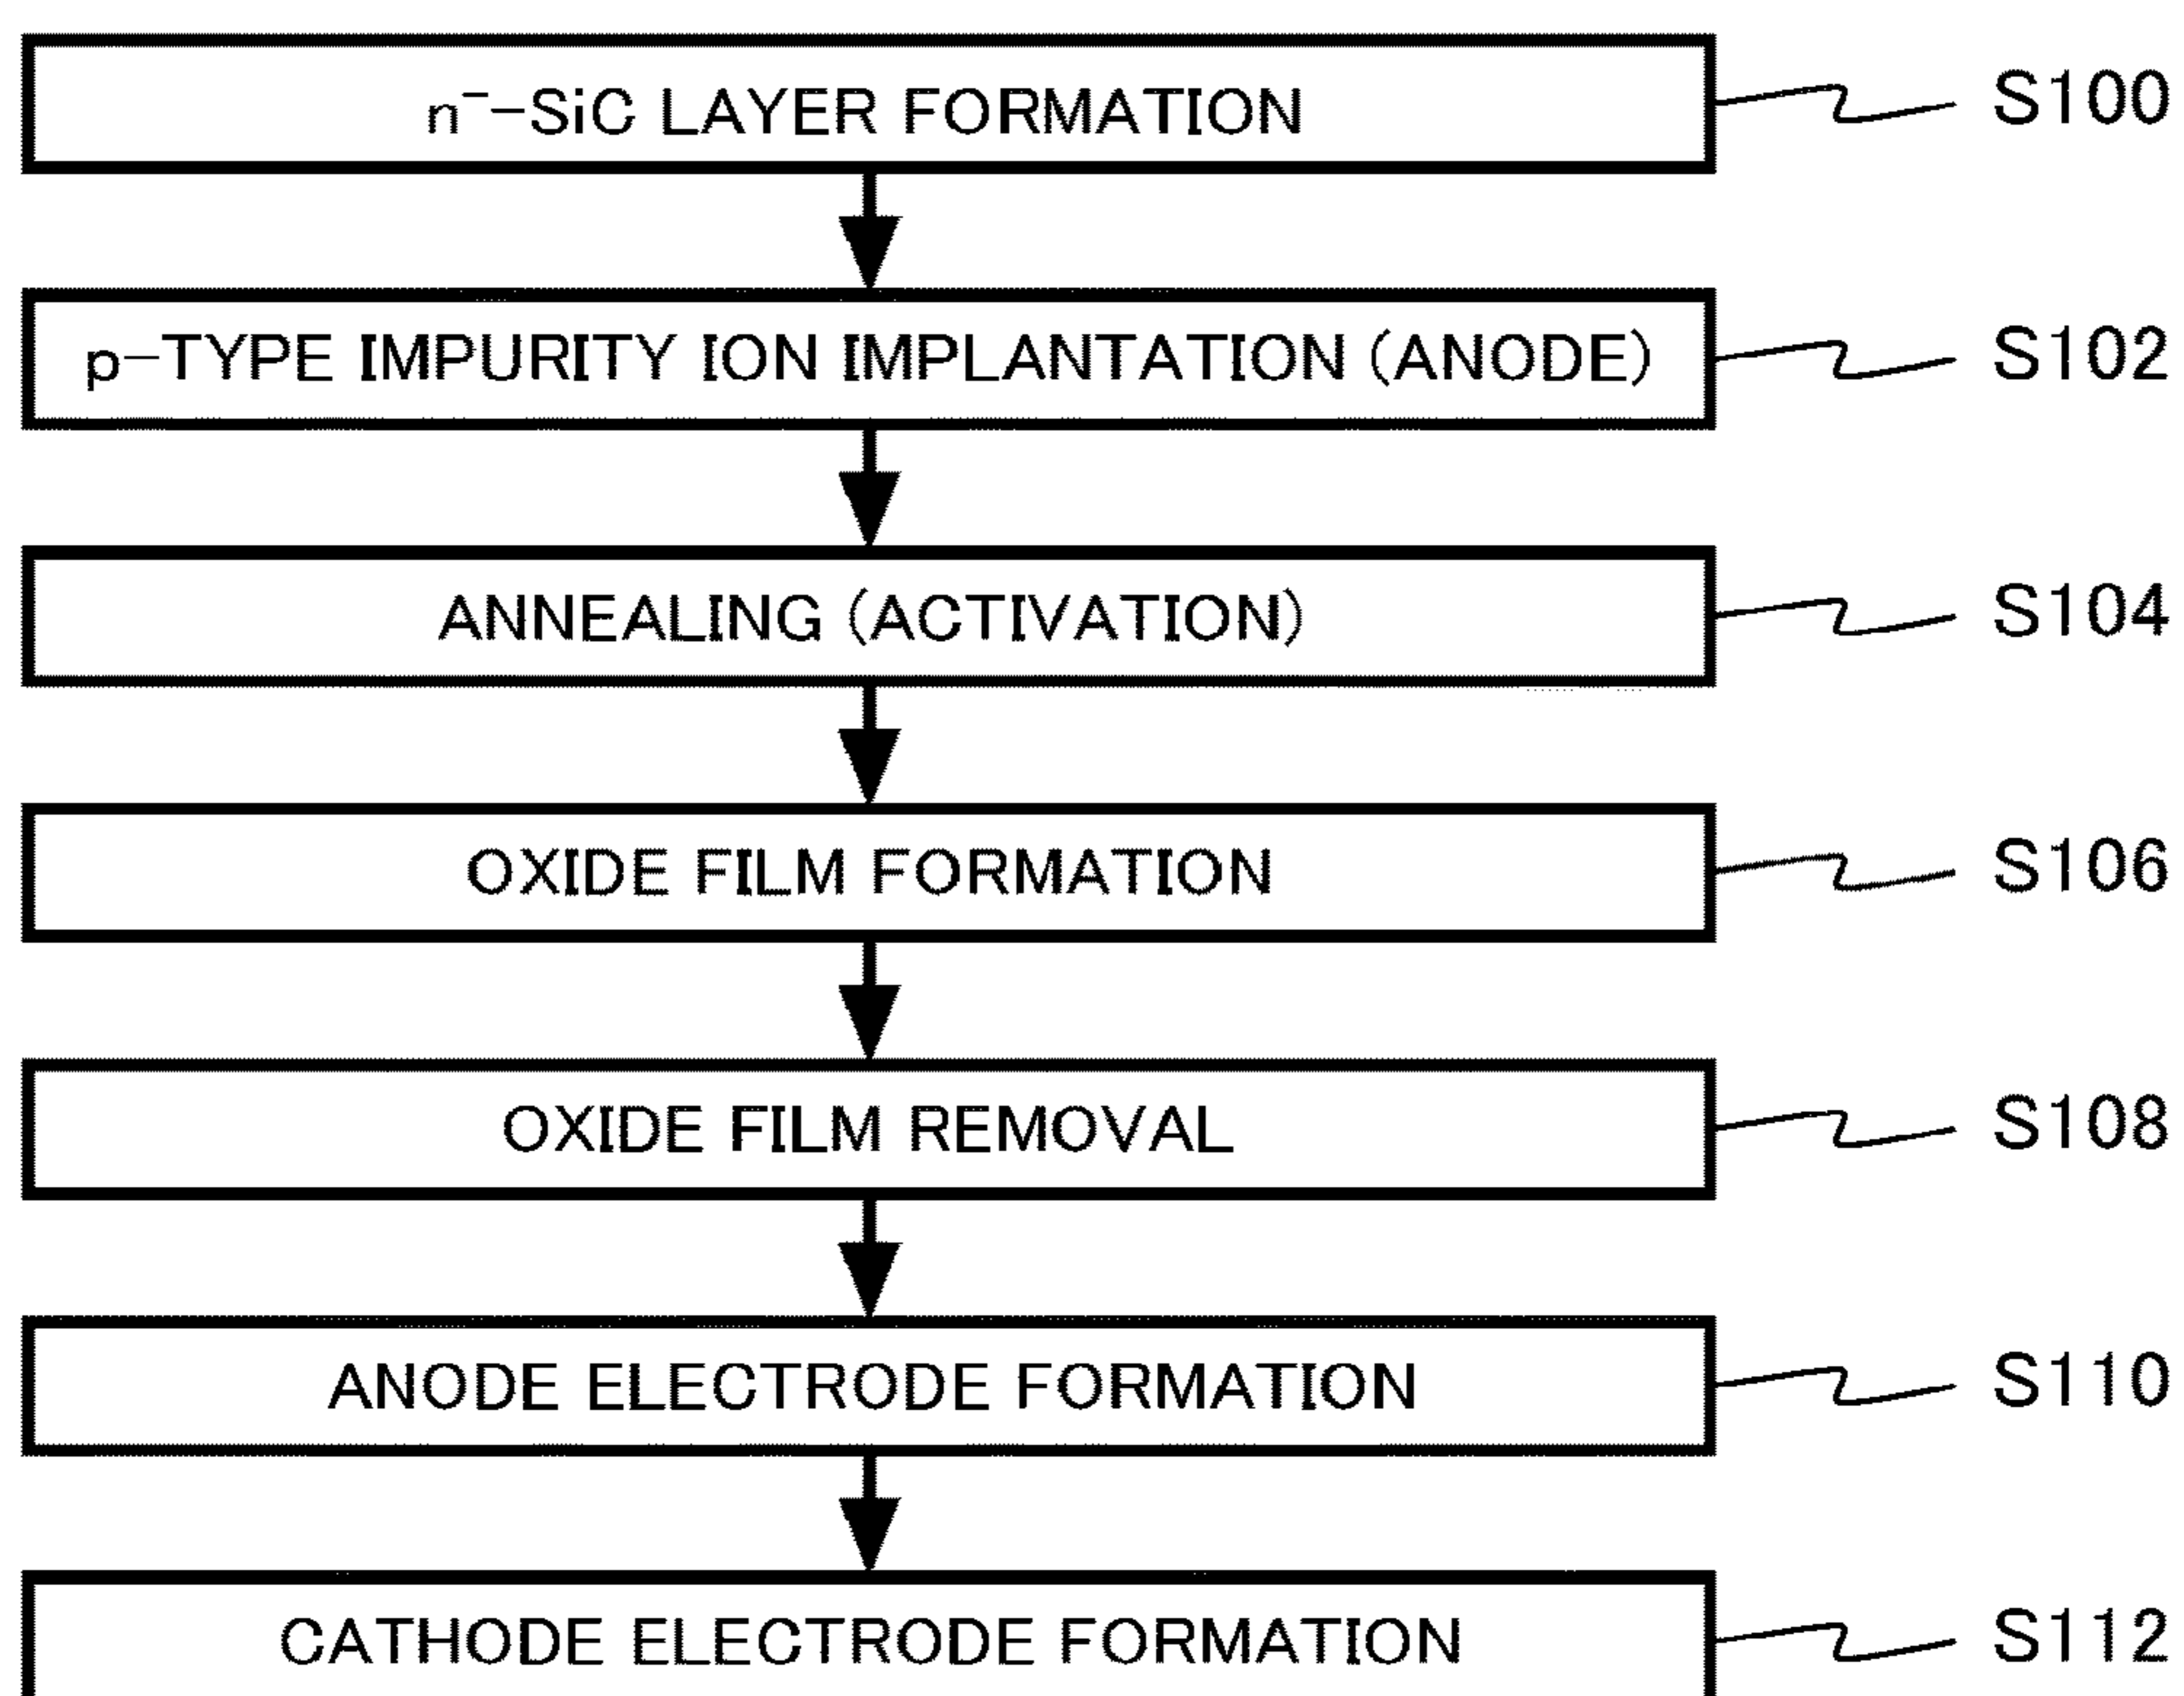 n⁻-SiC LAYER FORMATION S100
p-TYPE IMPURITY ION IMPLANTATION (ANODE) S102
ANNEALING (ACTIVATION) S104
OXIDE FILM FORMATION S106
OXIDE FILM REMOVAL S108
ANODE ELECTRODE FORMATION S110
CATHODE ELECTRODE FORMATION S112